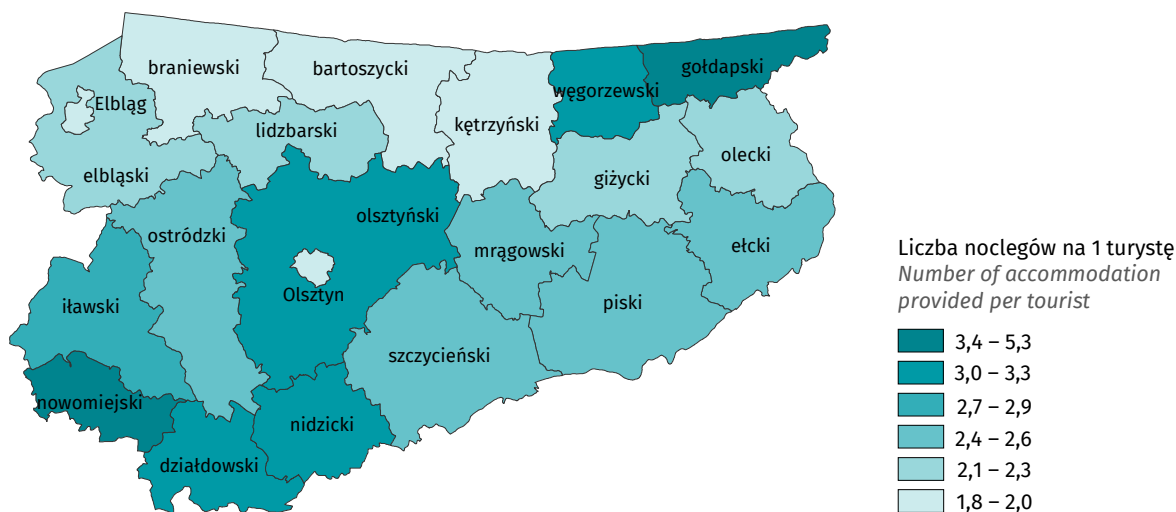 braniewski
bartoszycki
gołdapski
węgorzewski
Elbląg
kętrzyński
lidzbarski
olecki
elbląski
giżycki
olsztyński
ostródzki
mrągowski
ełcki
Olsztyn
iławski
piski
szczycieński
nowomiejski
nidzicki
działdowski
Liczba noclegów na 1 turystę
Number of accommodation
provided per tourist
3,4 – 5,3
3,0 – 3,3
2,7 – 2,9
2,4 – 2,6
2,1 – 2,3
1,8 – 2,0